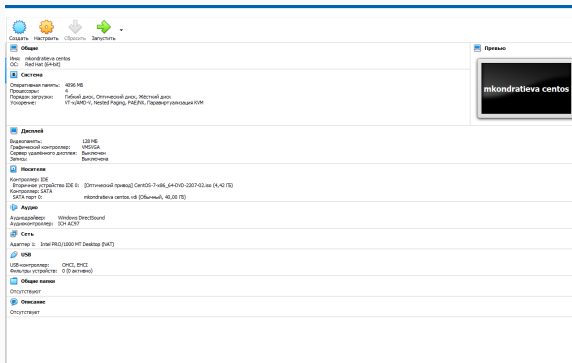 Создать Настроить Сбросить Запустить
Общие
Имя: mkondratieva centos
ОС: Red Hat (64-bit)
Превью
mkondratieva centos
Система
Оперативная память: 4096 МБ
Процессоры: 4
Порядок загрузки: Гибкий диск, Оптический диск, Жёсткий диск
Ускорение: VT-x/AMD-V, Nested Paging, PAE/NX, Паравиртуализация KVM
Дисплей
Видеопамять: 128 МБ
Графический контроллер: VMSVGA
Сервер удалённого дисплея: Выключен
Запись: Выключена
Носители
Контроллер: IDE
Вторичное устройство IDE 0: [Оптический привод] CentOS-7-x86_64-DVD-2207-02.iso (4,42 ГБ)
Контроллер: SATA
SATA порт 0: mkondratieva centos.vdi (Обычный, 40,00 ГБ)
Аудио
Аудиодрайвер: Windows DirectSound
Аудиоконтроллер: ICH AC97
Сеть
Адаптер 1: Intel PRO/1000 MT Desktop (NAT)
USB
USB-контроллер: OHCI, EHCI
Фильтры устройств: 0 (0 активно)
Общие папки
Отсутствуют
Описание
Отсутствует